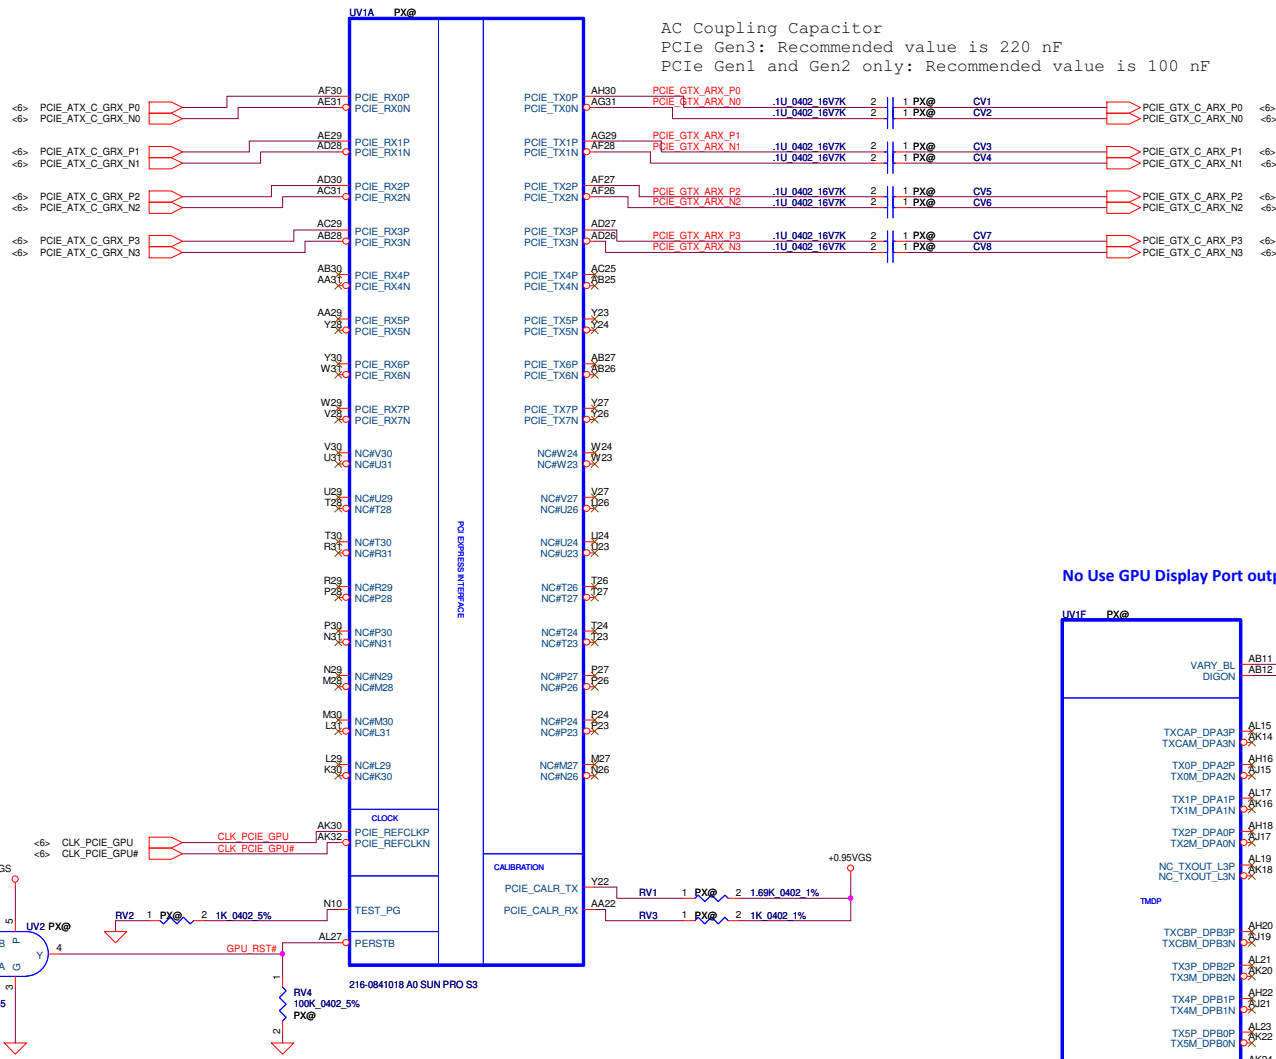 UV1A PX@
AC Coupling Capacitor
PCIe Gen3: Recommended value is 220 nF
PCIe Gen1 and Gen2 only: Recommended value is 100 nF
<6> PCIE_ATX_C_GRX_P0 AF30 PCIE_RX0P PCIE_TX0P AH30 PCIE_GTX_ARX_P0 .1U_0402_16V7K 2 1 PX@ CV1 PCIE_GTX_C_ARX_P0 <6>
<6> PCIE_ATX_C_GRX_N0 AE31 PCIE_RX0N PCIE_TX0N AG31 PCIE_GTX_ARX_N0 .1U_0402_16V7K 2 1 PX@ CV2 PCIE_GTX_C_ARX_N0 <6>
<6> PCIE_ATX_C_GRX_P1 AE29 PCIE_RX1P PCIE_TX1P AG29 PCIE_GTX_ARX_P1 .1U_0402_16V7K 2 1 PX@ CV3 PCIE_GTX_C_ARX_P1 <6>
<6> PCIE_ATX_C_GRX_N1 AD28 PCIE_RX1N PCIE_TX1N AF28 PCIE_GTX_ARX_N1 .1U_0402_16V7K 2 1 PX@ CV4 PCIE_GTX_C_ARX_N1 <6>
<6> PCIE_ATX_C_GRX_P2 AD30 PCIE_RX2P PCIE_TX2P AF27 PCIE_GTX_ARX_P2 .1U_0402_16V7K 2 1 PX@ CV5 PCIE_GTX_C_ARX_P2 <6>
<6> PCIE_ATX_C_GRX_N2 AC31 PCIE_RX2N PCIE_TX2N AF26 PCIE_GTX_ARX_N2 .1U_0402_16V7K 2 1 PX@ CV6 PCIE_GTX_C_ARX_N2 <6>
<6> PCIE_ATX_C_GRX_P3 AC29 PCIE_RX3P PCIE_TX3P AD27 PCIE_GTX_ARX_P3 .1U_0402_16V7K 2 1 PX@ CV7 PCIE_GTX_C_ARX_P3 <6>
<6> PCIE_ATX_C_GRX_N3 AB28 PCIE_RX3N PCIE_TX3N AD26 PCIE_GTX_ARX_N3 .1U_0402_16V7K 2 1 PX@ CV8 PCIE_GTX_C_ARX_N3 <6>
AB30 PCIE_RX4P PCIE_TX4P AC25
AA31 PCIE_RX4N PCIE_TX4N AB25
AA29 PCIE_RX5P PCIE_TX5P Y23
Y28 PCIE_RX5N PCIE_TX5N Y24
Y30 PCIE_RX6P PCIE_TX6P AB27
W31 PCIE_RX6N PCIE_TX6N AB26
W29 PCIE_RX7P PCIE_TX7P Y27
V28 PCIE_RX7N PCIE_TX7N Y26
V30 NC#V30 NC#W24 W24
U31 NC#U31 NC#W23 W23
U29 NC#U29 NC#V27 V27
T28 NC#T28 NC#U26 U26
T30 NC#T30 NC#U24 U24
R31 NC#R31 NC#U23 U23
PCI EXPRESS INTERFACE
R29 NC#R29 NC#T26 T26
P28 NC#P28 NC#T27 T27
P30 NC#P30 NC#T24 T24
N31 NC#N31 NC#T23 T23
N29 NC#N29 NC#P27 P27
M28 NC#M28 NC#P26 P26
M30 NC#M30 NC#P24 P24
L31 NC#L31 NC#P23 P23
L29 NC#L29 NC#M27 M27
K30 NC#K30 NC#N26 N26
CLOCK
<6> CLK_PCIE_GPU CLK_PCIE_GPU AK30 PCIE_REFCLKP
<6> CLK_PCIE_GPU# CLK_PCIE_GPU# AK32 PCIE_REFCLKN
CALIBRATION
+0.95VGS
PCIE_CALR_TX Y22 RV1 1 PX@ 2 1.69K_0402_1%
PCIE_CALR_RX AA22 RV3 1 PX@ 2 1K_0402_1%
RV2 1 PX@ 2 1K_0402_5% N10 TEST_PG
GS
5
UV2 PX@
B P
Y 4 GPU_RST# AL27 PERSTB
A G
3
5
216-0841018 A0 SUN PRO S3
1
RV4
100K_0402_5%
PX@
2
No Use GPU Display Port outp
UV1F PX@
VARY_BL AB11
DIGON AB12
TXCAP_DPA3P AL15
TXCAM_DPA3N AK14
TX0P_DPA2P AH16
TX0M_DPA2N AJ15
TX1P_DPA1P AL17
TX1M_DPA1N AK16
TX2P_DPA0P AH18
TX2M_DPA0N AJ17
NC_TXOUT_L3P AL19
NC_TXOUT_L3N AK18
TMDP
TXCBP_DPB3P AH20
TXCBM_DPB3N AJ19
TX3P_DPB2P AL21
TX3M_DPB2N AK20
TX4P_DPB1P AH22
TX4M_DPB1N AJ21
TX5P_DPB0P AL23
TX5M_DPB0N AK22